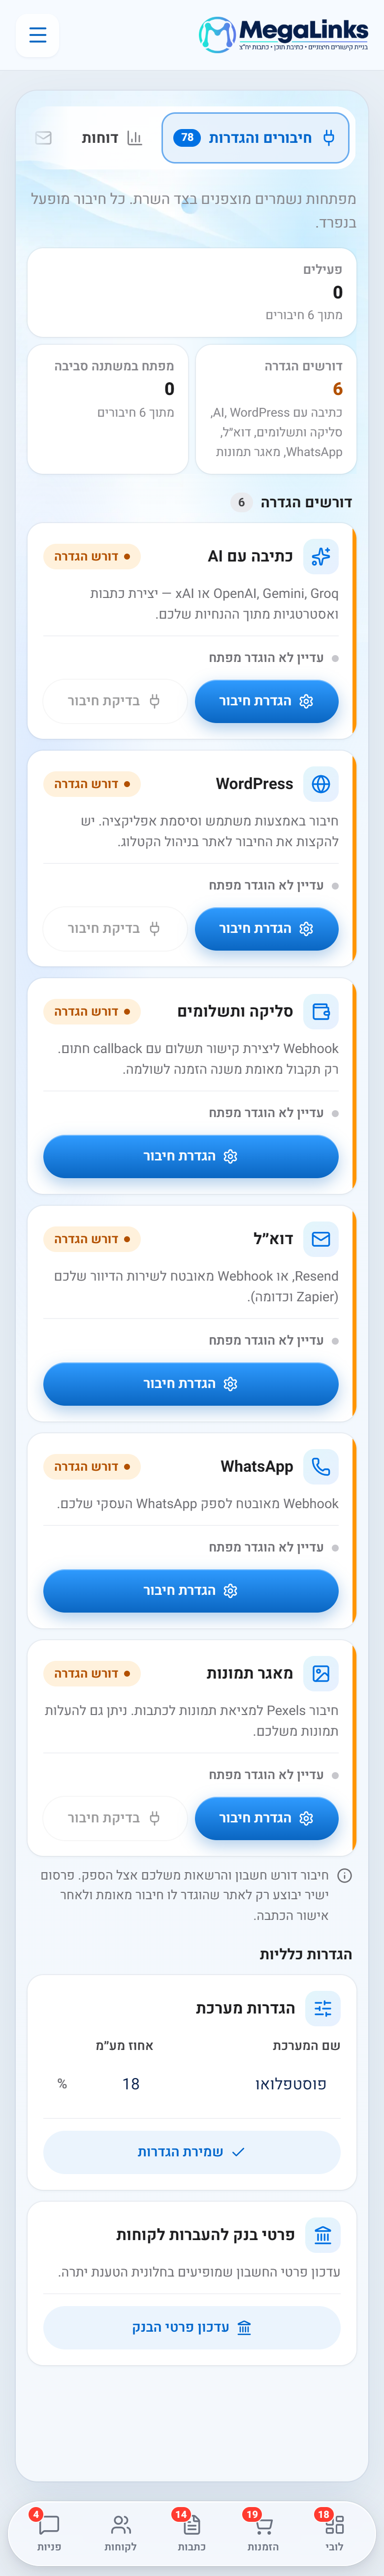 MegaLinks
בניית קישורים חיצוניים • כתיבת תוכן • כתבות יח"צ
חיבורים והגדרות 78
דוחות
מפתחות נשמרים מוצפנים בצד השרת. כל חיבור מופעל
בנפרד.
פעילים
0
מתוך 6 חיבורים
דורשים הגדרה
6
כתיבה עם AI, WordPress,
סליקה ותשלומים, דוא״ל,
WhatsApp, מאגר תמונות
מפתח במשתנה סביבה
0
מתוך 6 חיבורים
דורשים הגדרה 6
כתיבה עם AI
דורש הגדרה
OpenAI, Gemini, Groq או xAI — יצירת כתבות
ואסטרטגיות מתוך ההנחיות שלכם.
עדיין לא הוגדר מפתח
הגדרת חיבור
בדיקת חיבור
WordPress
דורש הגדרה
חיבור באמצעות משתמש וסיסמת אפליקציה. יש
להקצות את החיבור לאתר בניהול הקטלוג.
עדיין לא הוגדר מפתח
הגדרת חיבור
בדיקת חיבור
סליקה ותשלומים
דורש הגדרה
Webhook ליצירת קישור תשלום עם callback חתום.
רק תקבול מאומת משנה הזמנה לשולמה.
עדיין לא הוגדר מפתח
הגדרת חיבור
דוא״ל
דורש הגדרה
Resend, או Webhook מאובטח לשירות הדיוור שלכם
(Zapier וכדומה).
עדיין לא הוגדר מפתח
הגדרת חיבור
WhatsApp
דורש הגדרה
Webhook מאובטח לספק WhatsApp העסקי שלכם.
עדיין לא הוגדר מפתח
הגדרת חיבור
מאגר תמונות
דורש הגדרה
חיבור Pexels למציאת תמונות לכתבות. ניתן גם להעלות
תמונות משלכם.
עדיין לא הוגדר מפתח
הגדרת חיבור
בדיקת חיבור
חיבור דורש חשבון והרשאות משלכם אצל הספק. פרסום
ישיר יבוצע רק לאתר שהוגדר לו חיבור מאומת ולאחר
אישור הכתבה.
הגדרות כלליות
הגדרות מערכת
שם המערכת
אחוז מע״מ
פוסטפלואו
18
%
שמירת הגדרות
פרטי בנק להעברות לקוחות
עדכון פרטי החשבון שמופיעים בחלונית הטענת יתרה.
עדכון פרטי הבנק
18
19
14
4
לובי
הזמנות
כתבות
לקוחות
פניות